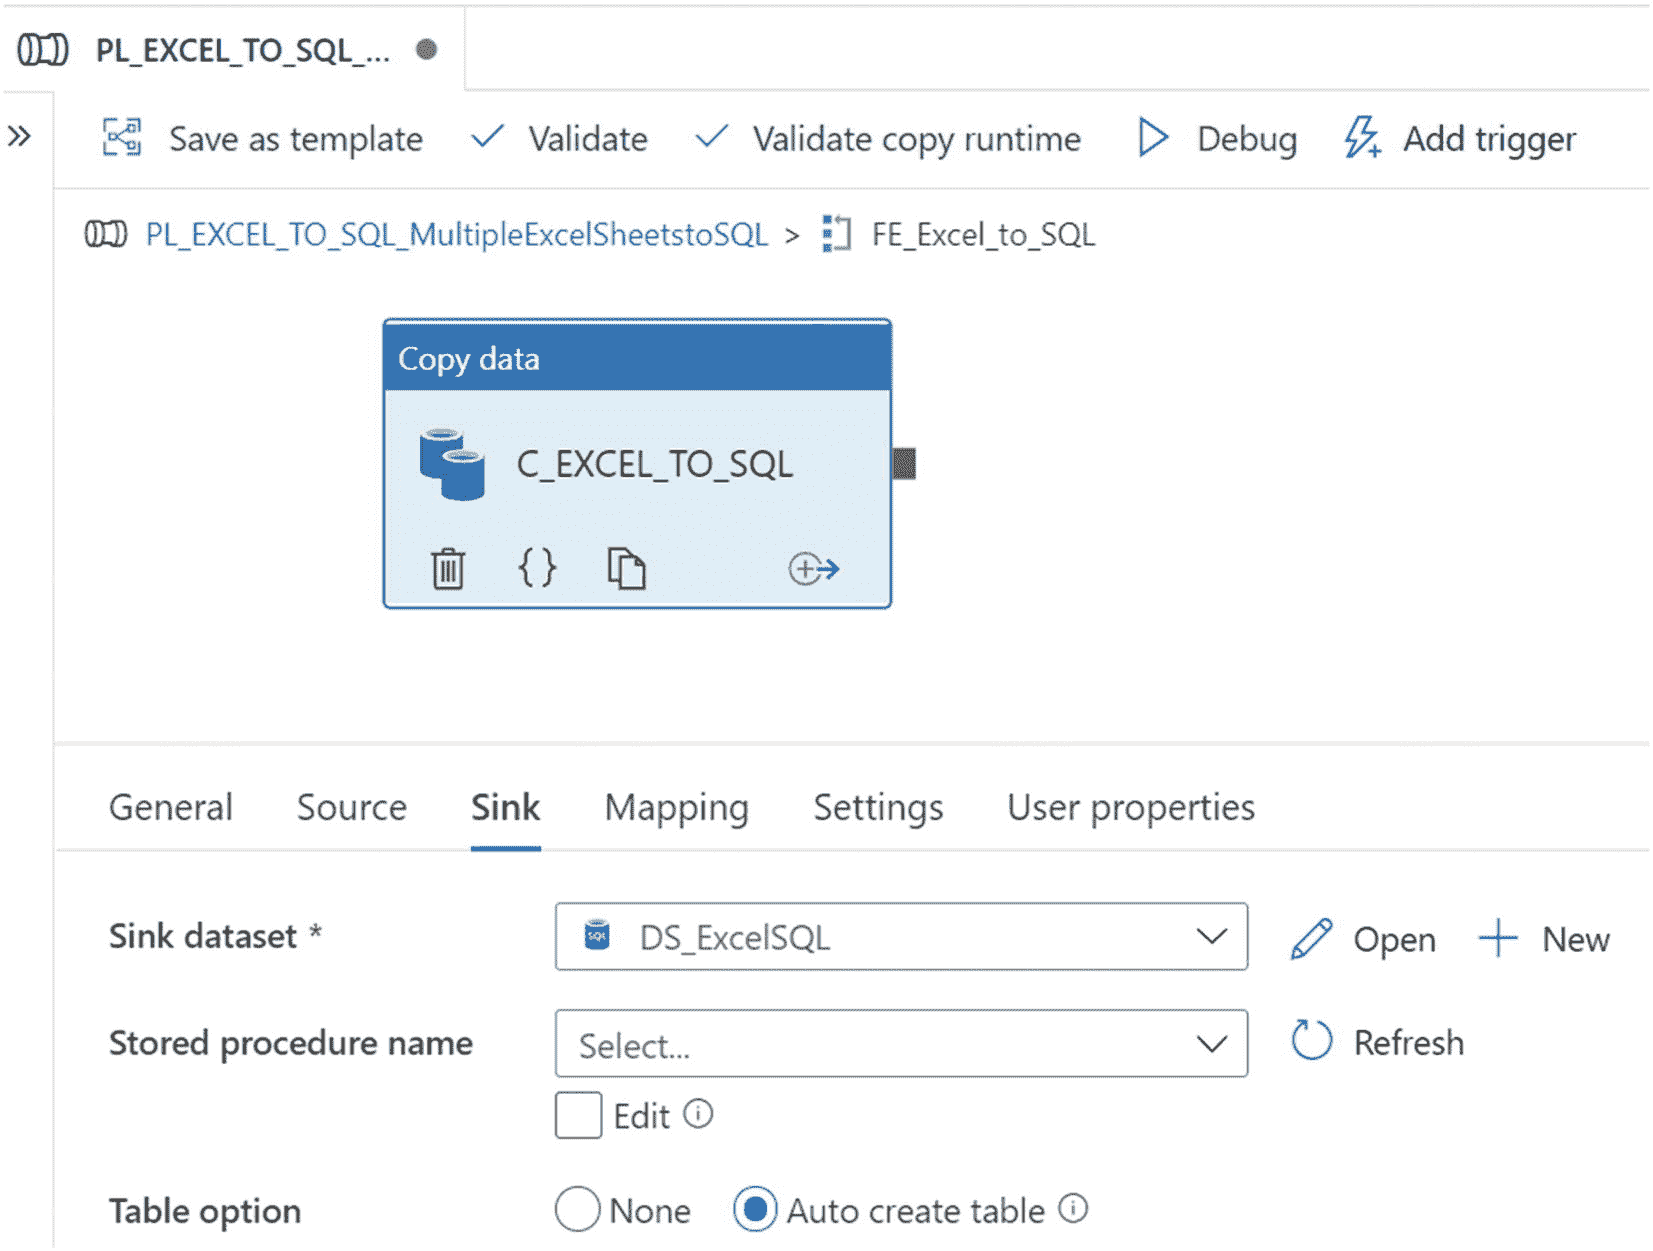 PL_EXCEL_TO_SQL_...
Save as template Validate Validate copy runtime Debug Add trigger
PL_EXCEL_TO_SQL_MultipleExcelSheetstoSQL > FE_Excel_to_SQL
Copy data
C_EXCEL_TO_SQL
General Source Sink Mapping Settings User properties
Sink dataset * DS_ExcelSQL Open New
Stored procedure name Select... Refresh
Edit
Table option None Auto create table